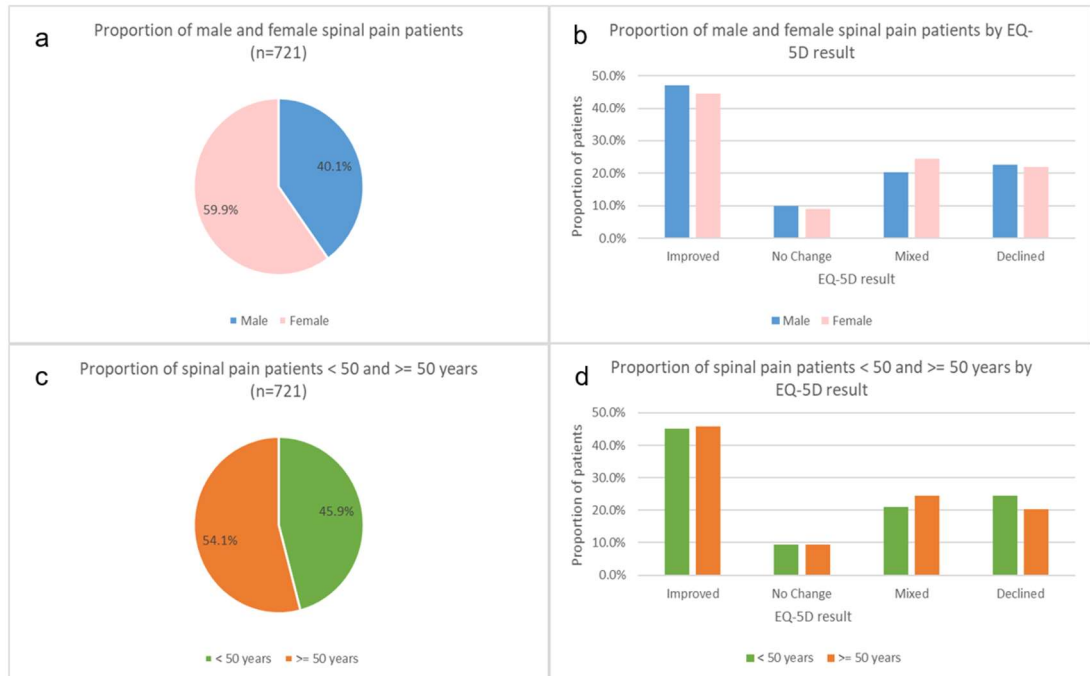 a
Proportion of male and female spinal pain patients
(n=721)
40.1%
59.9%
Male Female
b
Proportion of male and female spinal pain patients by EQ-
5D result
Proportion of patients
50.0%
40.0%
30.0%
20.0%
10.0%
0.0%
Improved No Change Mixed Declined
EQ-5D result
Male Female
c
Proportion of spinal pain patients < 50 and >= 50 years
(n=721)
45.9%
54.1%
< 50 years >= 50 years
d
Proportion of spinal pain patients < 50 and >= 50 years by
EQ-5D result
Proportion of patients
50.0%
40.0%
30.0%
20.0%
10.0%
0.0%
Improved No Change Mixed Declined
EQ-5D result
< 50 years >= 50 years